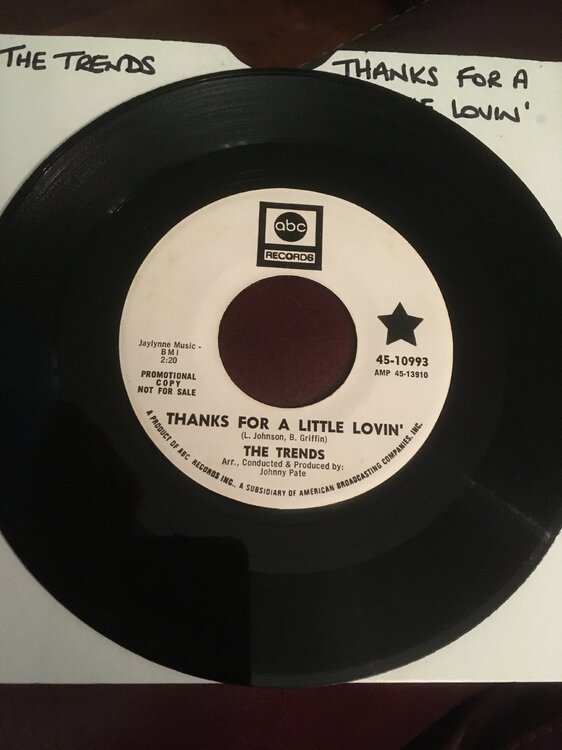 THE TRENDS
THANKS FOR A
LOVIN'
abc
RECORDS
Jaylynne Music -
BMI
2:20
PROMOTIONAL
COPY
NOT FOR SALE
45-10993
AMP 45-13910
THANKS FOR A LITTLE LOVIN'
(L. Johnson, B. Griffin)
THE TRENDS
Arr., Conducted & Produced by:
Johnny Pate
A PRODUCT OF ABC RECORDS INC., A SUBSIDIARY OF AMERICAN BROADCASTING COMPANIES, INC.